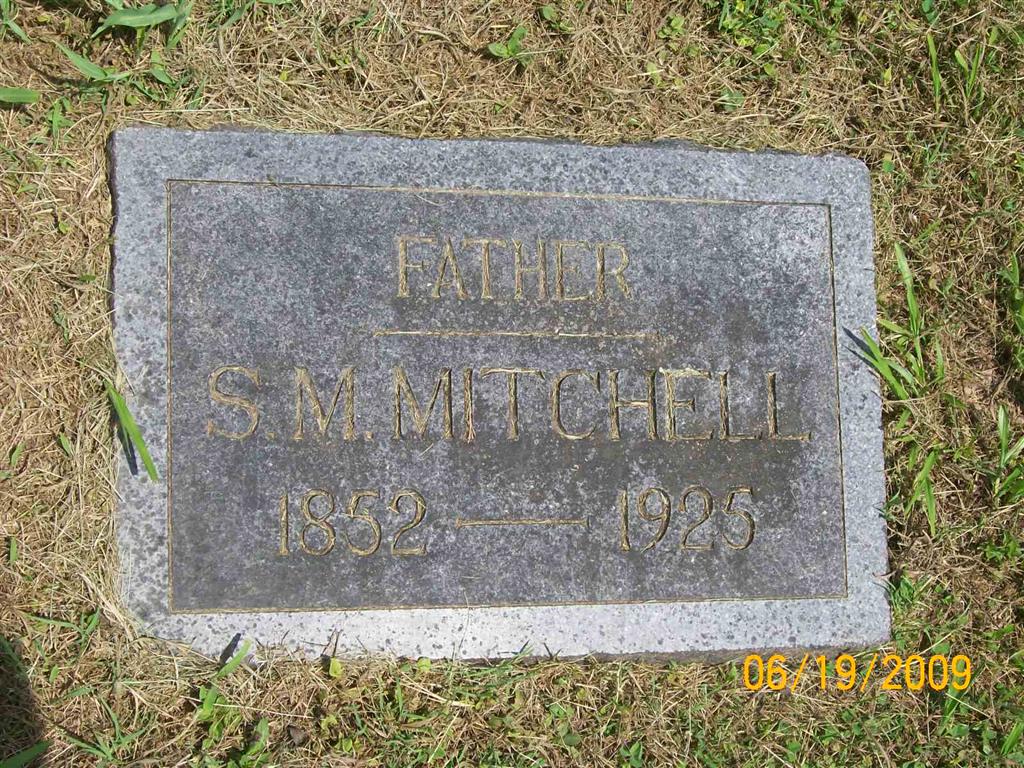 FATHER
S. M. MITCHELL
1852 — 1925
06/19/2009